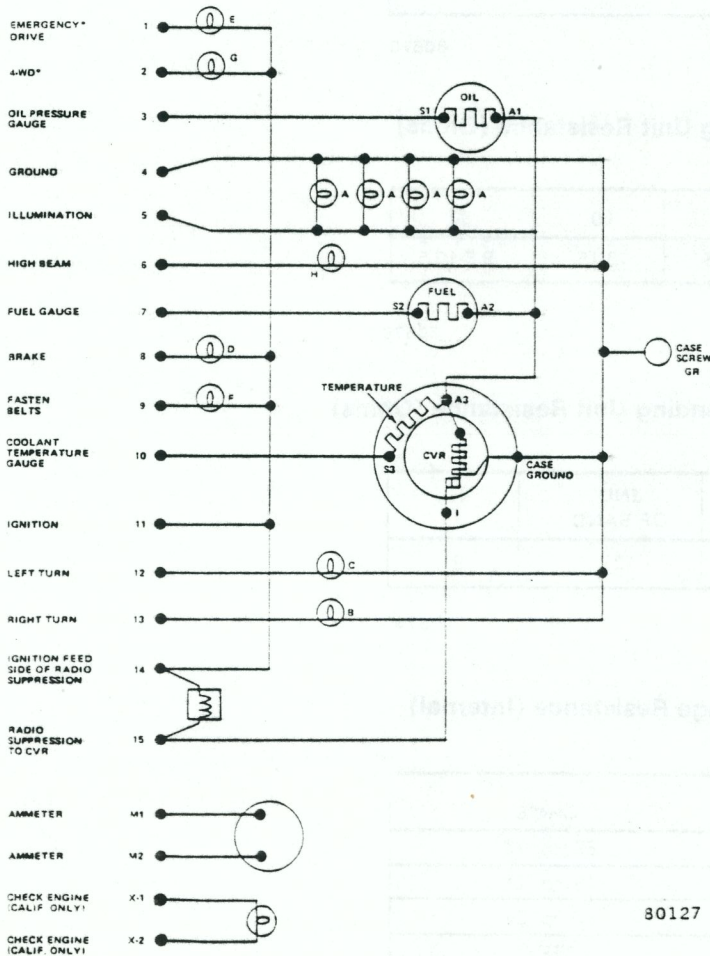 EMERGENCY* 1 E
DRIVE
4-WD* 2 G
OIL PRESSURE 3 S1 OIL A1
GAUGE
GROUND 4
A A A A
ILLUMINATION 5
HIGH BEAM 6
H
FUEL GAUGE 7 S2 FUEL A2
BRAKE 8 D
CASE
SCREW
GR
FASTEN 9 F
BELTS
TEMPERATURE A3
COOLANT
TEMPERATURE 10 S3 CVR CASE
GAUGE GROUND
I
IGNITION 11
LEFT TURN 12 C
RIGHT TURN 13 B
IGNITION FEED
SIDE OF RADIO 14
SUPPRESSION
RADIO
SUPPRESSION 15
TO CVR
AMMETER M1
AMMETER M2
CHECK ENGINE X-1
(CALIF. ONLY)
80127
CHECK ENGINE X-2
(CALIF. ONLY)